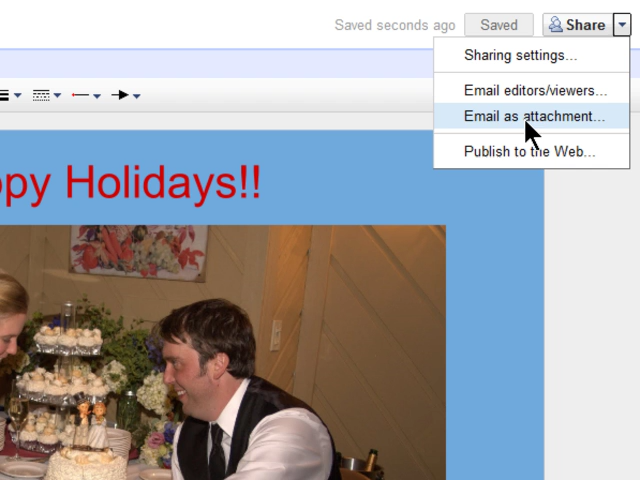 Saved seconds ago Saved Share
Sharing settings...
Email editors/viewers...
Email as attachment...
Publish to the Web...
ppy Holidays!!